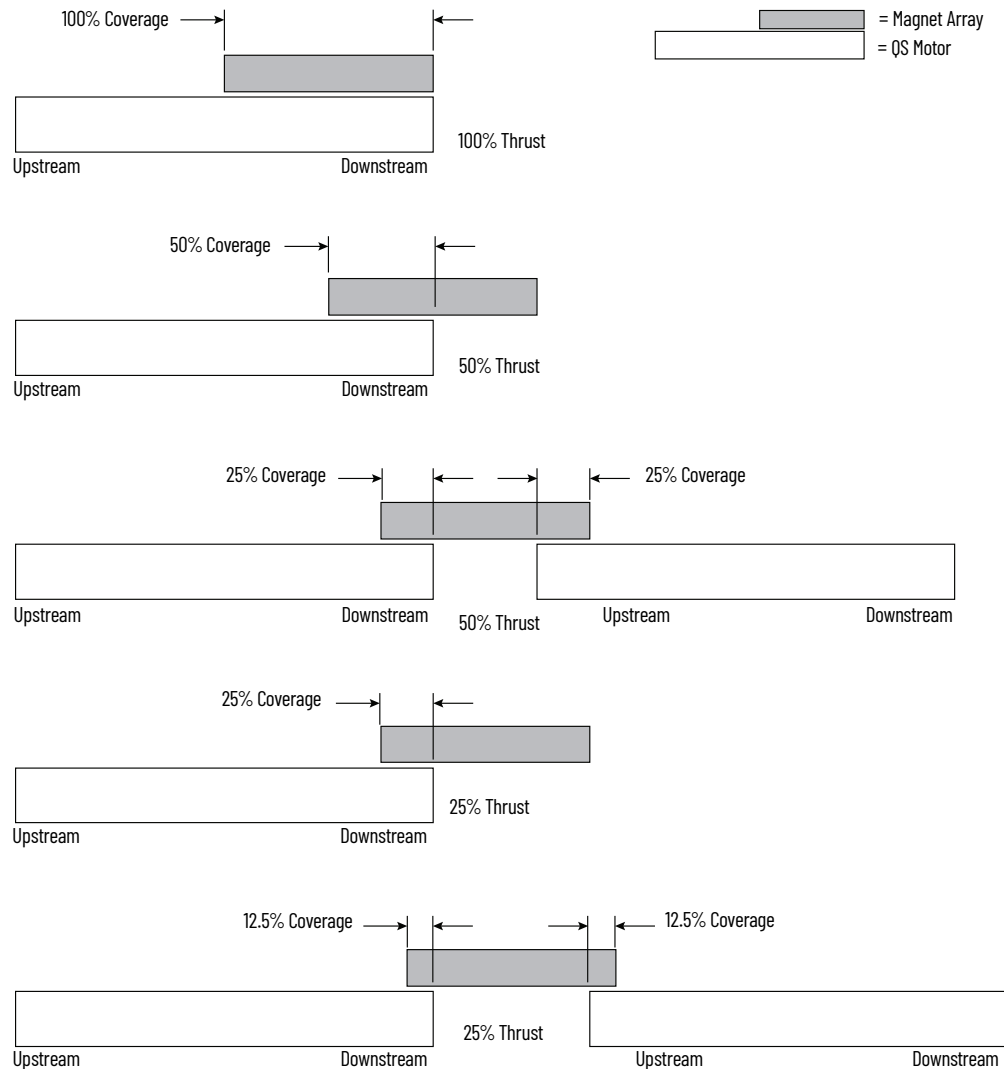 100% Coverage
= Magnet Array
= QS Motor
100% Thrust
Upstream
Downstream
50% Coverage
50% Thrust
Upstream
Downstream
25% Coverage
25% Coverage
Upstream
Downstream
50% Thrust
Upstream
Downstream
25% Coverage
25% Thrust
Upstream
Downstream
12.5% Coverage
12.5% Coverage
25% Thrust
Upstream
Downstream
Upstream
Downstream